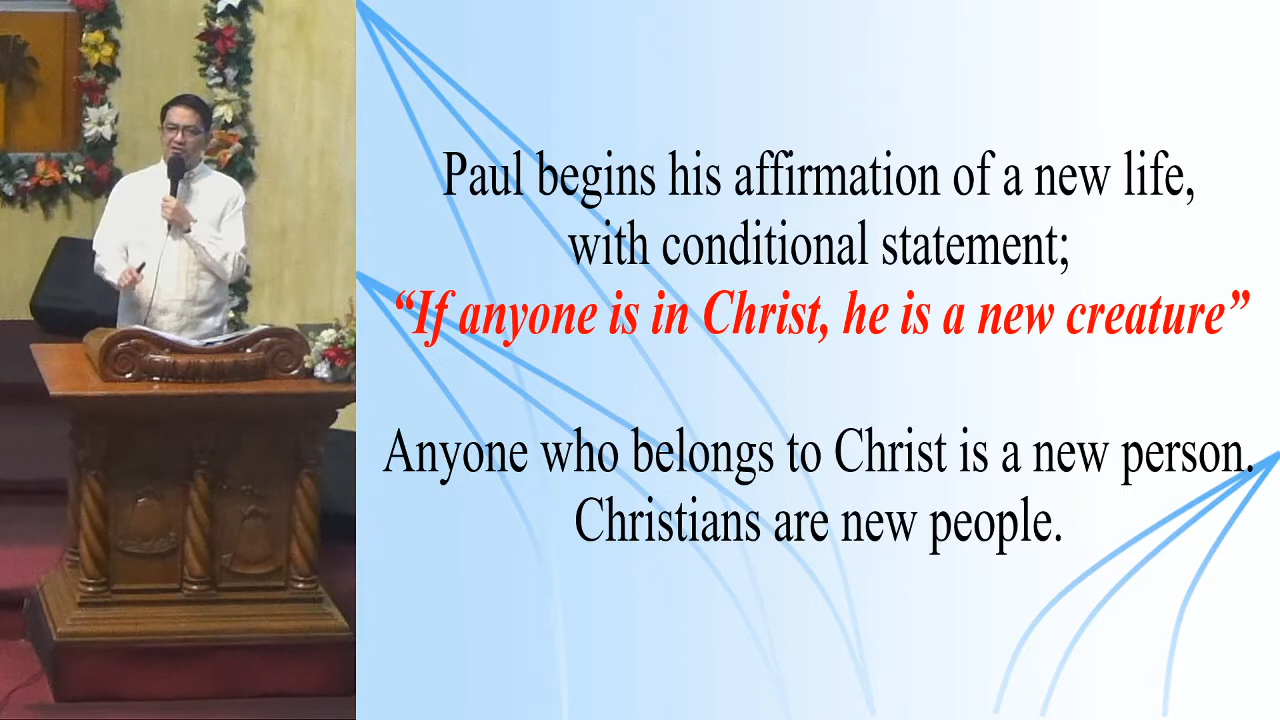 Paul begins his affirmation of a new life,
with conditional statement;
“If anyone is in Christ, he is a new creature”
Anyone who belongs to Christ is a new person.
Christians are new people.